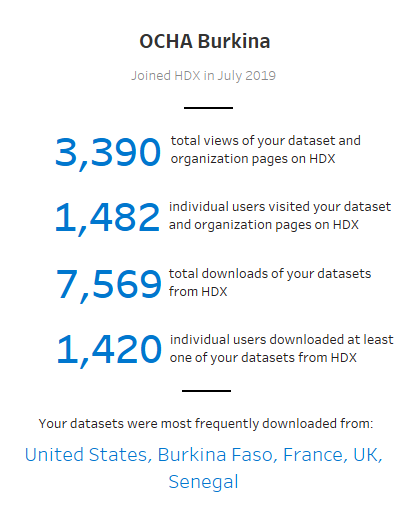 OCHA Burkina
Joined HDX in July 2019
3,390 total views of your dataset and
organization pages on HDX
1,482 individual users visited your dataset
and organization pages on HDX
7,569 total downloads of your datasets
from HDX
1,420 individual users downloaded at least
one of your datasets from HDX
Your datasets were most frequently downloaded from:
United States, Burkina Faso, France, UK,
Senegal